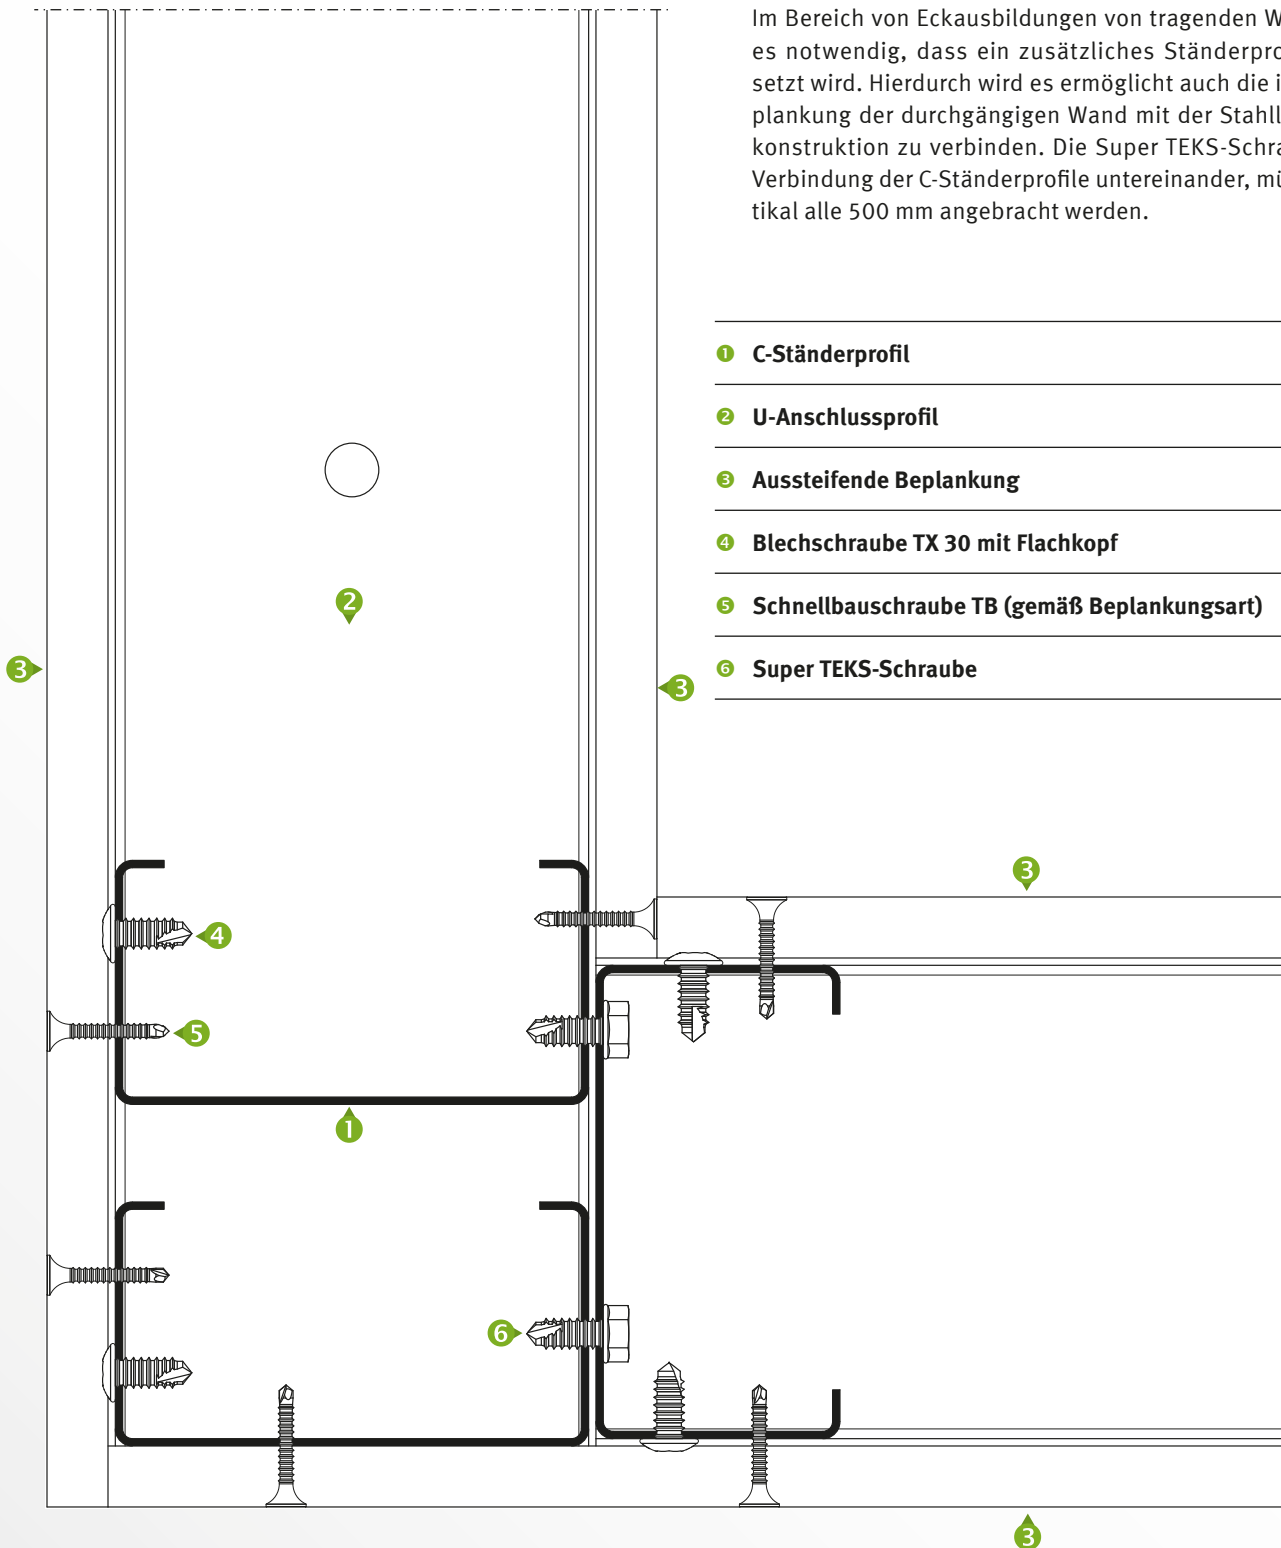 Im Bereich von Eckausbildungen von tragenden W
es notwendig, dass ein zusätzliches Ständerpro
setzt wird. Hierdurch wird es ermöglicht auch die i
plankung der durchgängigen Wand mit der Stahll
konstruktion zu verbinden. Die Super TEKS-Schra
Verbindung der C-Ständerprofile untereinander, mü
tikal alle 500 mm angebracht werden.
1 C-Ständerprofil
2 U-Anschlussprofil
3 Aussteifende Beplankung
4 Blechschraube TX 30 mit Flachkopf
5 Schnellbauschraube TB (gemäß Beplankungsart)
6 Super TEKS-Schraube
2
3
3
3
4
5
1
6
3